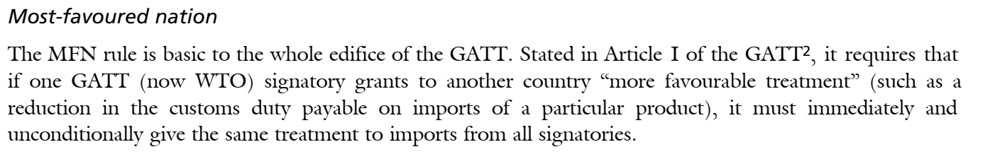 Most-favoured nation
The MFN rule is basic to the whole edifice of the GATT. Stated in Article I of the GATT², it requires that
if one GATT (now WTO) signatory grants to another country “more favourable treatment” (such as a
reduction in the customs duty payable on imports of a particular product), it must immediately and
unconditionally give the same treatment to imports from all signatories.